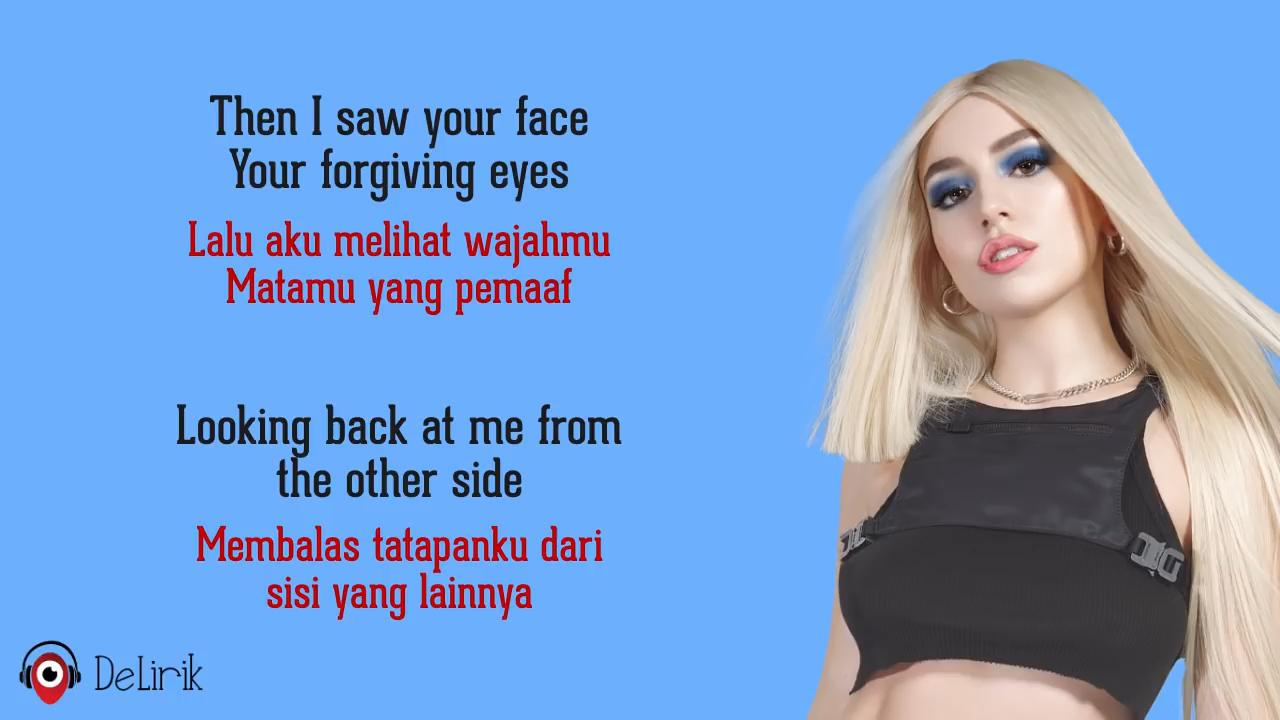 Then I saw your face
Your forgiving eyes
Lalu aku melihat wajahmu
Matamu yang pemaaf
Looking back at me from
the other side
Membalas tatapanku dari
sisi yang lainnya
DeLirik